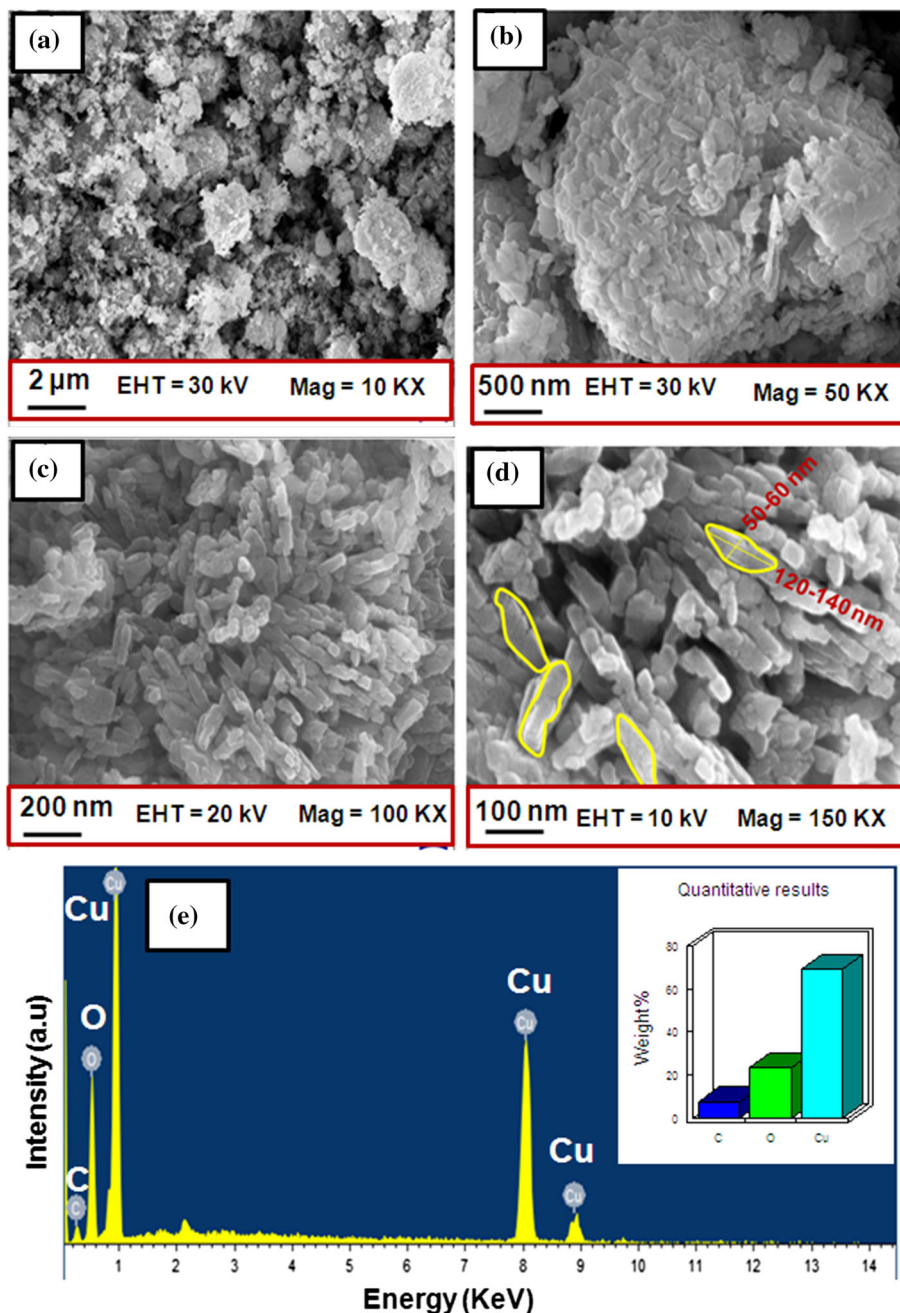 (a)
(b)
2 µm EHT = 30 kV Mag = 10 KX
500 nm EHT = 30 kV Mag = 50 KX
(c)
(d)
50-60 nm
120-140 nm
200 nm EHT = 20 kV Mag = 100 KX
100 nm EHT = 10 kV Mag = 150 KX
(e)
Intensity (a.u)
C
C
O
O
Cu
Cu
Cu
Cu
Cu
Cu
1 2 3 4 5 6 7 8 9 10 11 12 13 14
Energy (KeV)
Quantitative results
Weight%
80
60
40
20
0
C O Cu